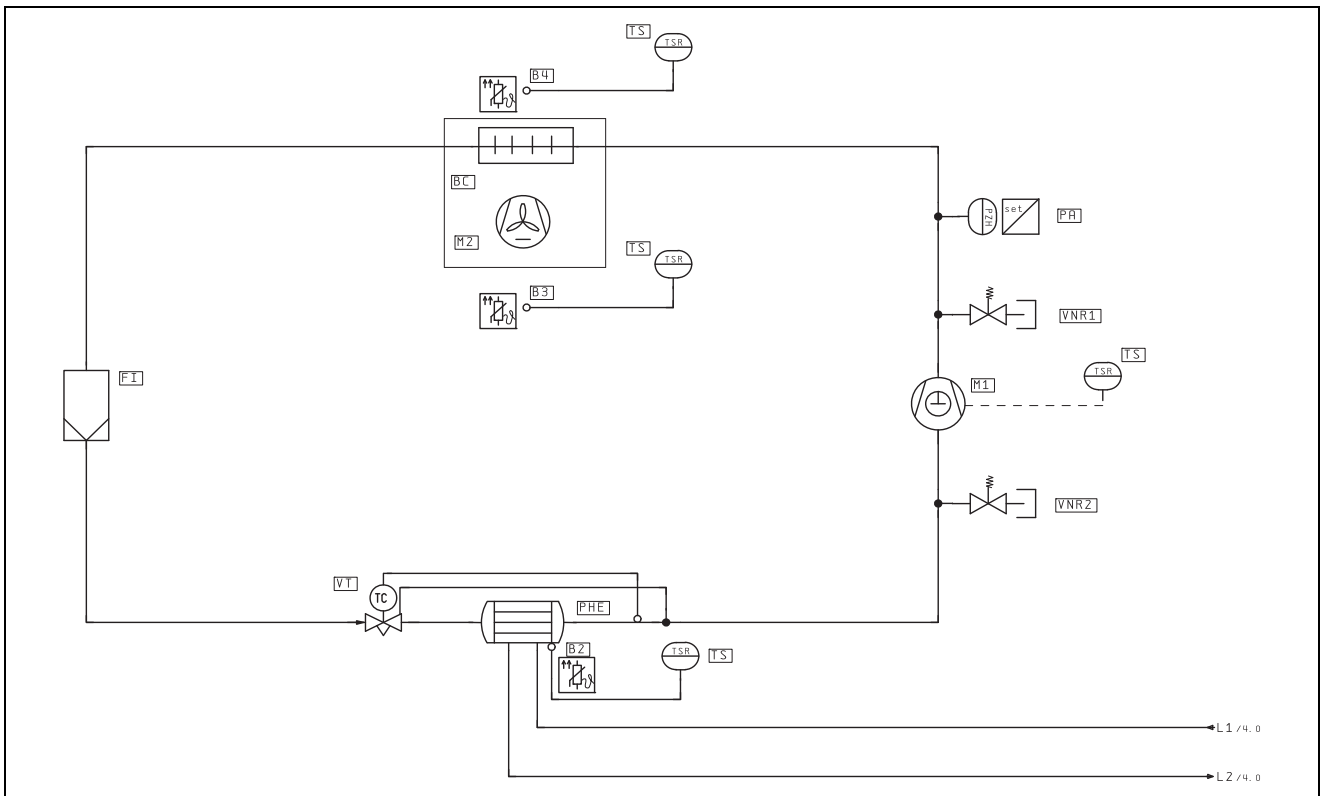 TS
TSR
B4
BC
set
PZH
PA
M2
TS
TSR
B3
VNR1
TS
TSR
FI
M1
VNR2
VT
TC
PHE
B2
TSR
TS
L1 /4.0
L2 /4.0